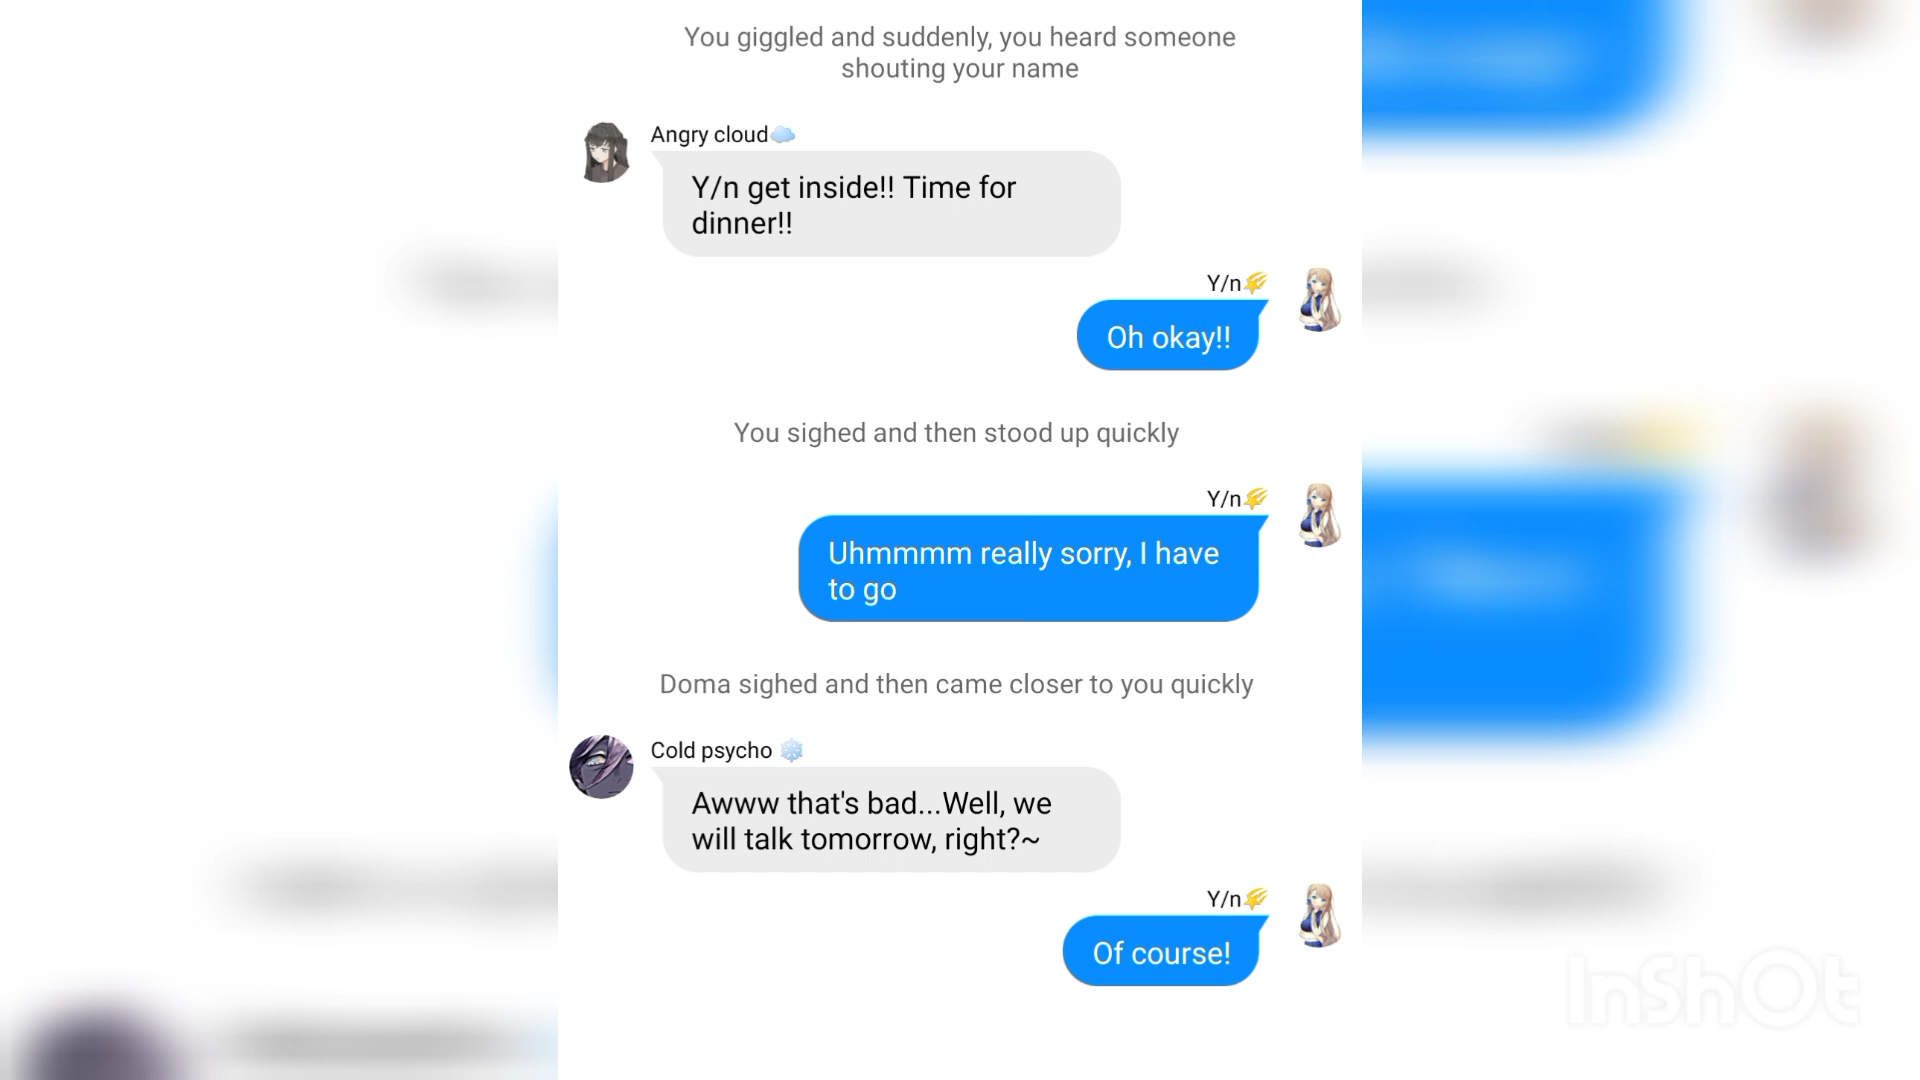 You giggled and suddenly, you heard someone
shouting your name
Angry cloud☁️
Y/n get inside!! Time for
dinner!!
Y/n🌠
Oh okay!!
You sighed and then stood up quickly
Y/n🌠
Uhmmmm really sorry, I have
to go
Doma sighed and then came closer to you quickly
Cold psycho ❄️
Awww that's bad...Well, we
will talk tomorrow, right?~
Y/n🌠
Of course!
InShOt